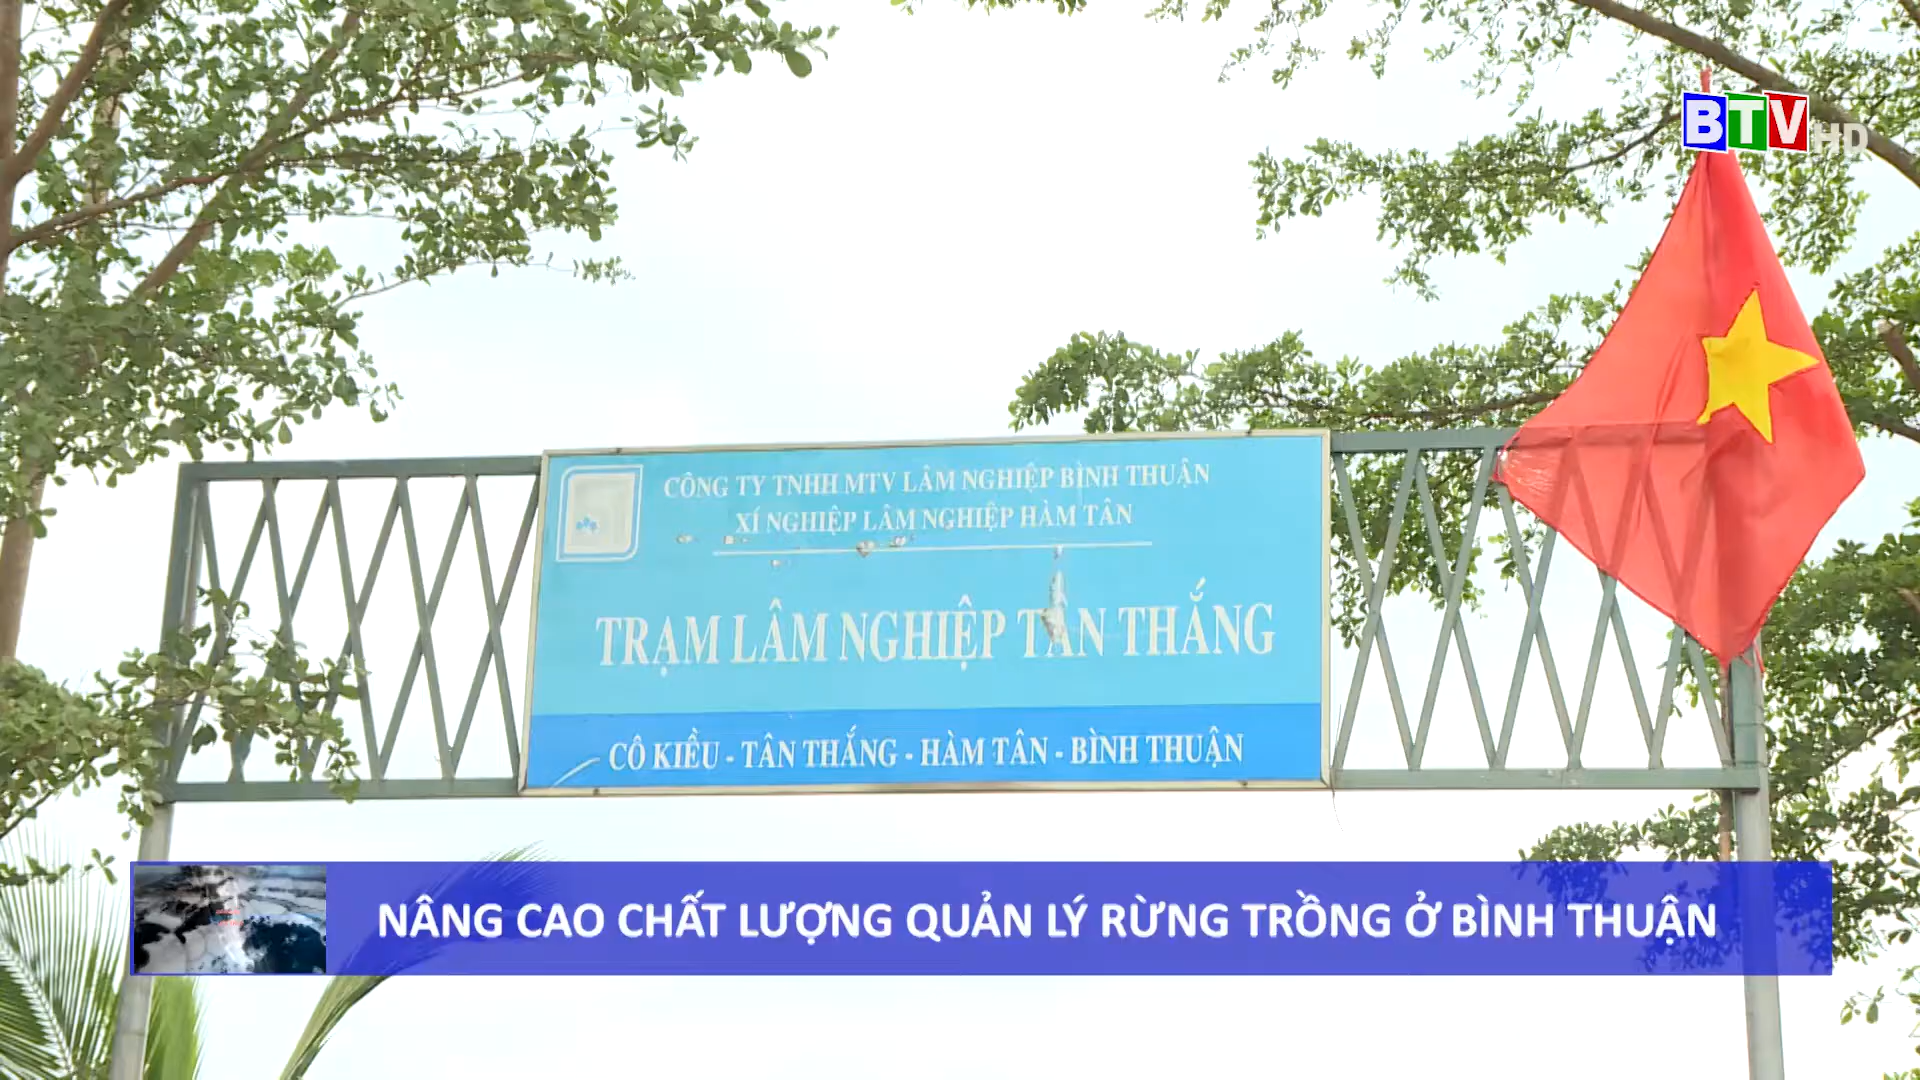 BTV HD
CÔNG TY TNHH MTV LÂM NGHIỆP BÌNH THUẬN
XÍ NGHIỆP LÂM NGHIỆP HÀM TÂN
TRẠM LÂM NGHIỆP TÂN THẮNG
CÔ KIỀU - TÂN THẮNG - HÀM TÂN - BÌNH THUẬN
NÂNG CAO CHẤT LƯỢNG QUẢN LÝ RỪNG TRỒNG Ở BÌNH THUẬN